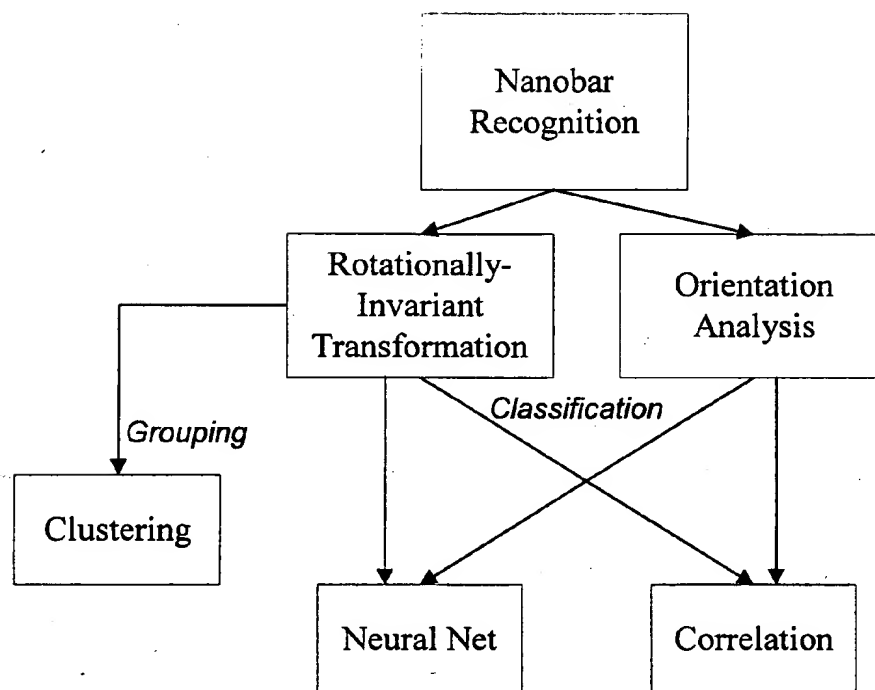 Nanobar
Recognition
Rotationally-
Invariant
Transformation
Orientation
Analysis
Grouping
Classification
Clustering
Neural Net
Correlation